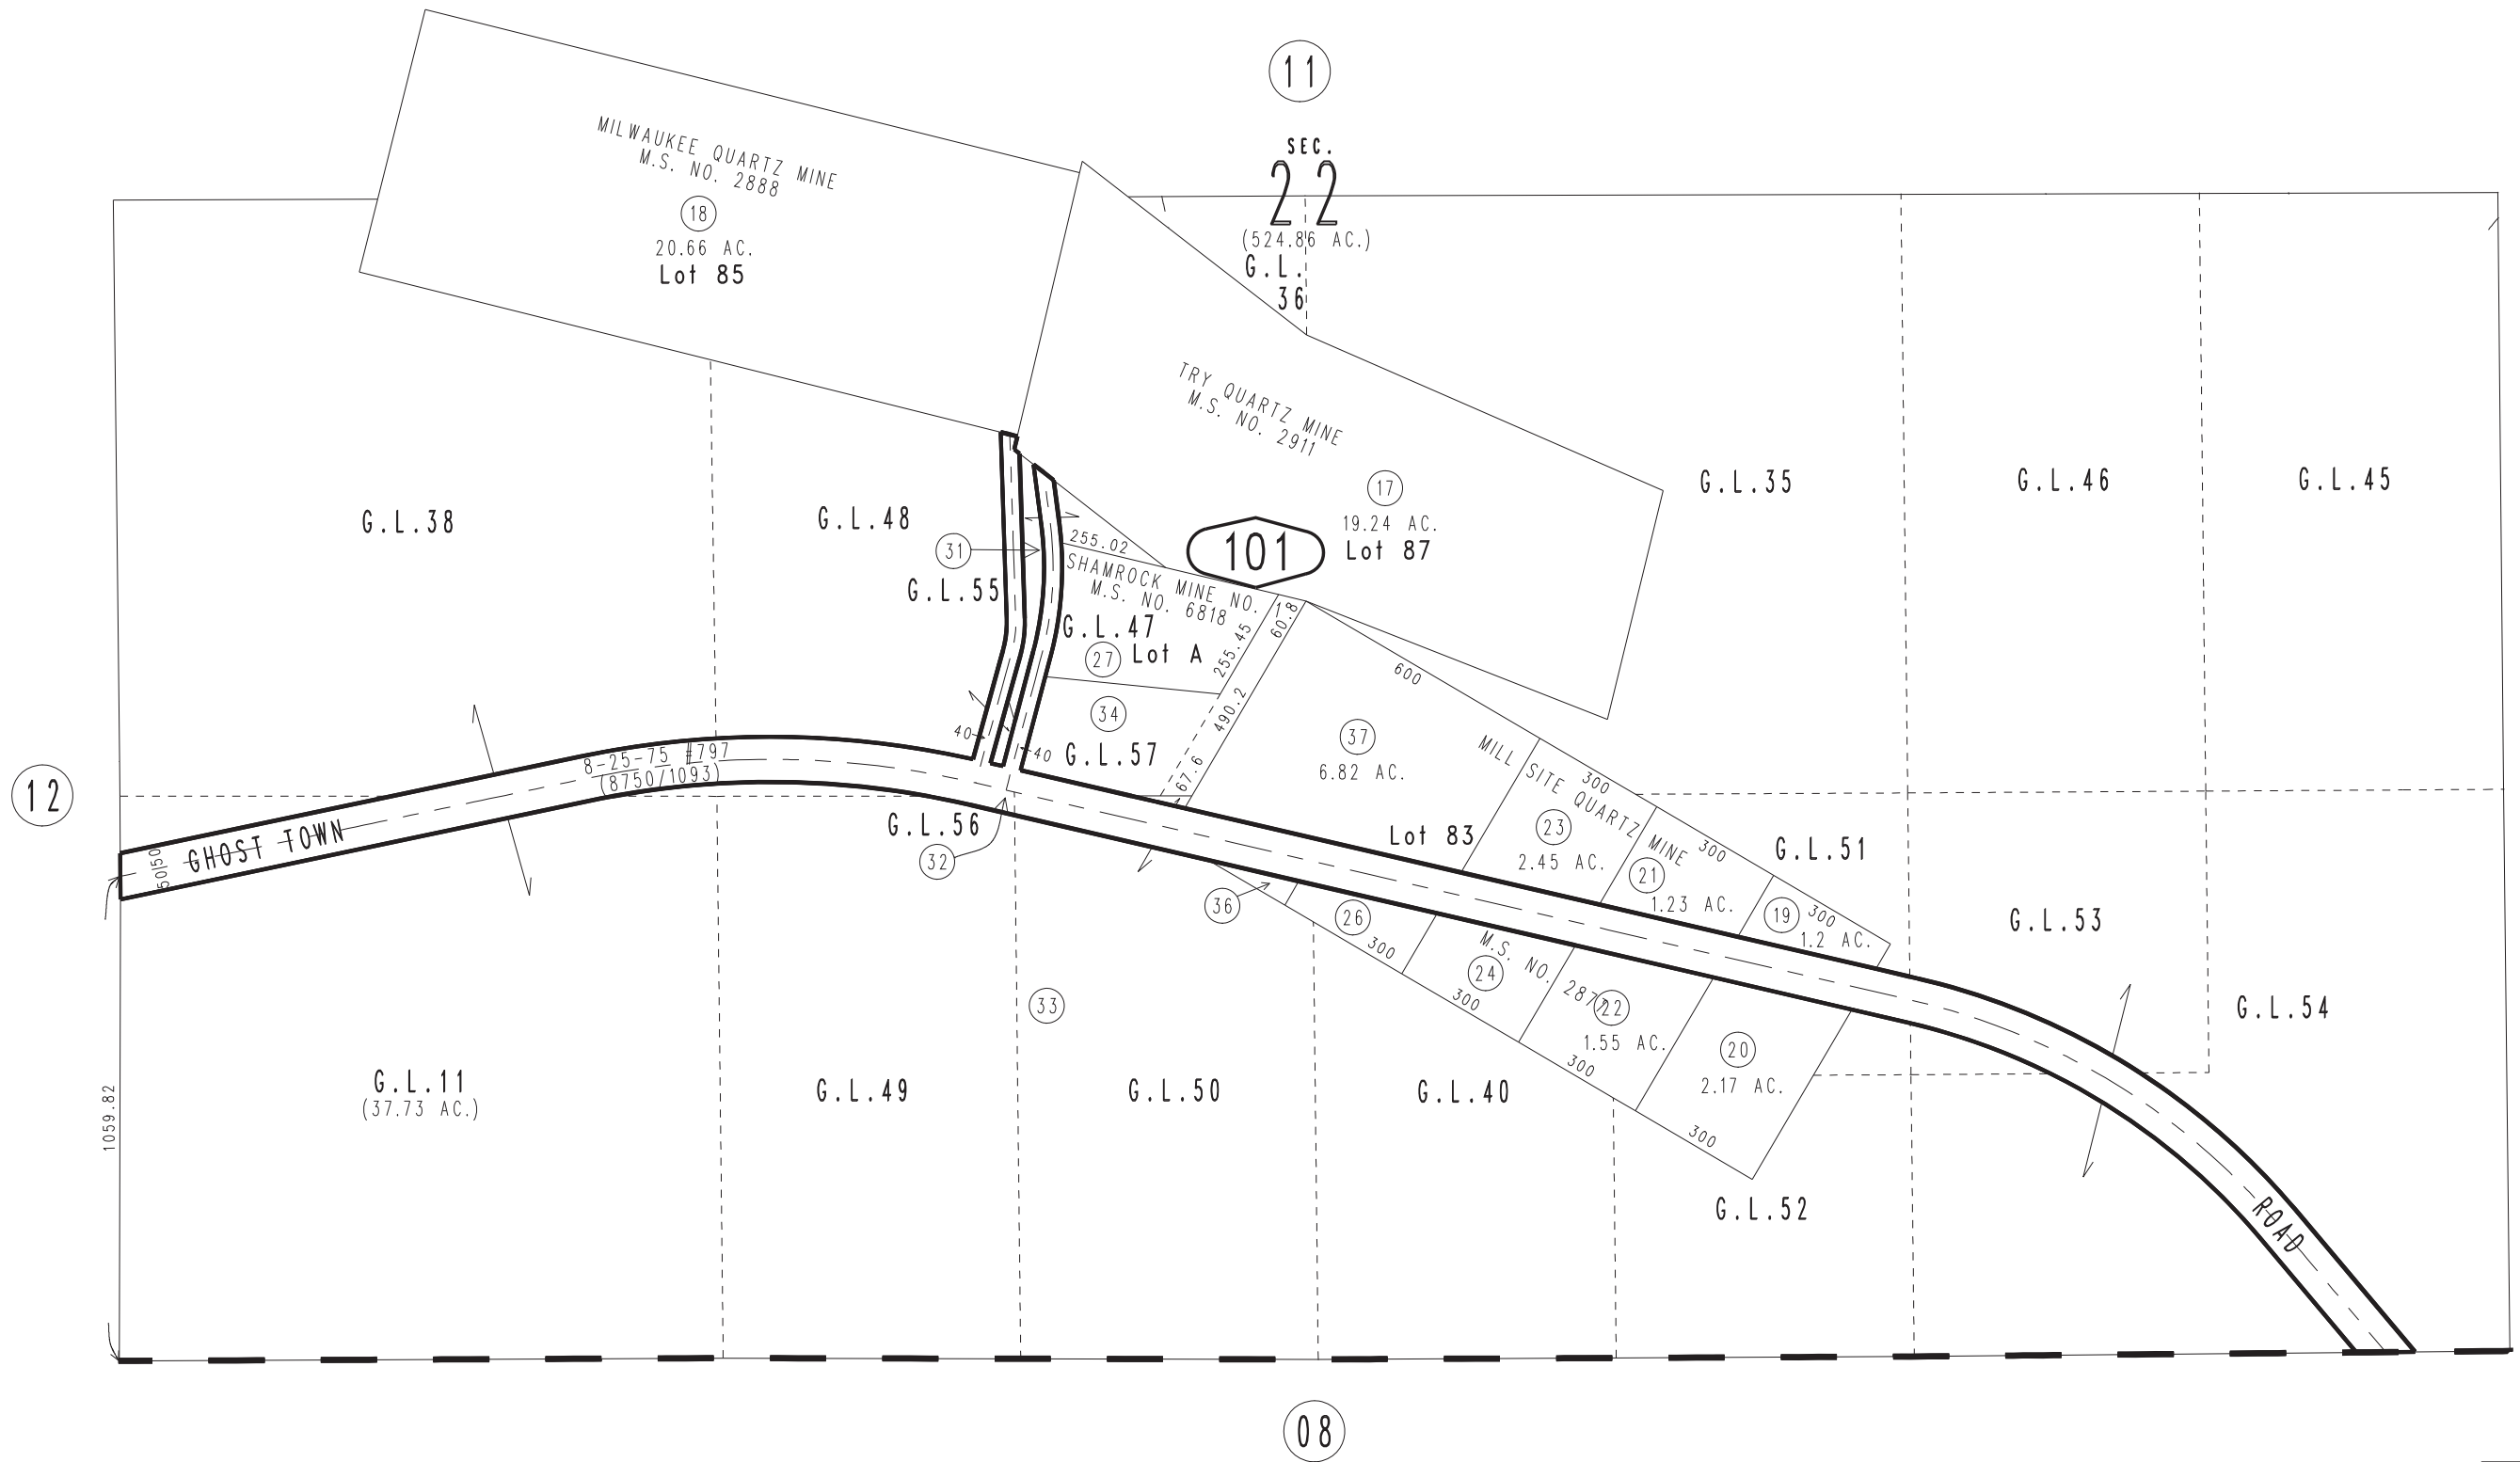 11
SEC.
22
(524.86 AC.)
G.L.
36
MILWAUKEE QUARTZ MINE
M.S. NO. 2888
18
20.66 AC.
Lot 85
TRY QUARTZ MINE
M.S. NO. 2911
17
19.24 AC.
Lot 87
101
G.L.38
G.L.48
G.L.35
G.L.46
G.L.45
31
G.L.55
255.02
SHAMROCK MINE NO. 1
M.S. NO. 6818
G.L.47
27
Lot A
255.45
60.8
490.2
67.6
34
G.L.57
40
40
12
8-25-75 #797
(8750/1093)
GHOST TOWN
50|50
G.L.56
32
600
37
6.82 AC.
MILL SITE QUARTZ MINE
300
23
2.45 AC.
Lot 83
300
21
1.23 AC.
G.L.51
19
300
1.2 AC.
G.L.53
36
26
300
M.S. NO. 2877
24
300
22
1.55 AC.
300
20
2.17 AC.
300
33
G.L.54
G.L.11
(37.73 AC.)
1059.82
G.L.49
G.L.50
G.L.40
G.L.52
ROAD
08